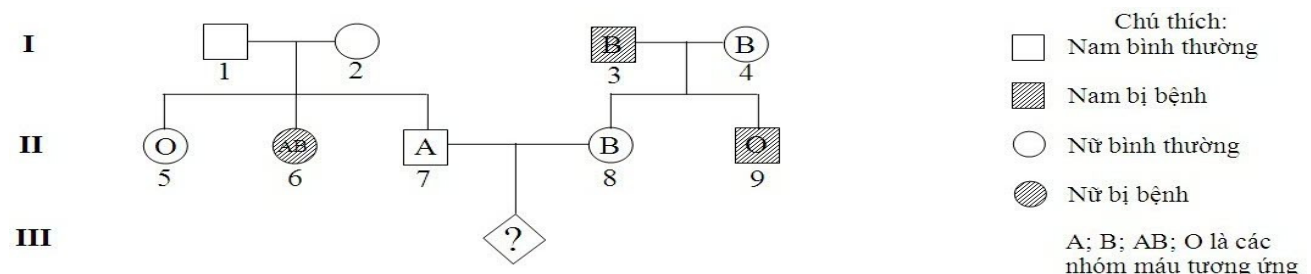 Chú thích:
I B B Nam bình thường
1 2 3 4
Nam bị bệnh
II O AB A B O Nữ bình thường
5 6 7 8 9
Nữ bị bệnh
III ?
A; B; AB; O là các
nhóm máu tương ứng